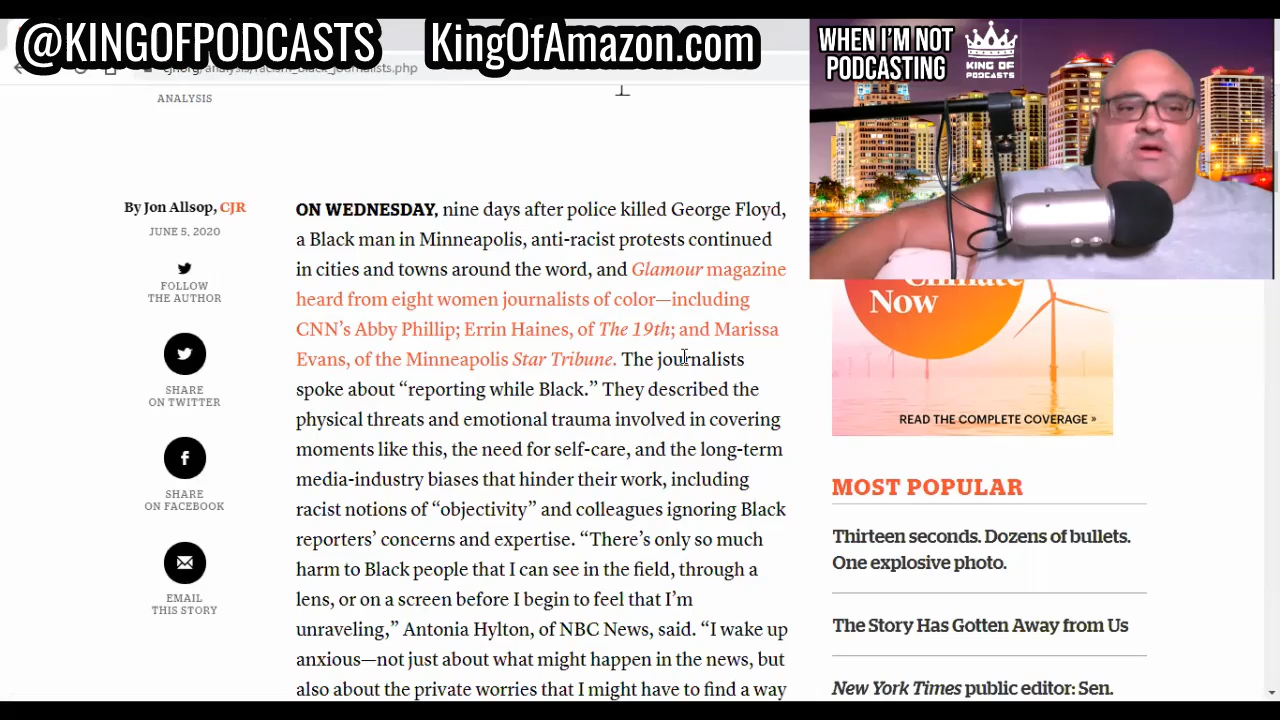 @KINGOFPODCASTS
KingOfAmazon.com
WHEN I'M NOT
PODCASTING
KING OF
PODCASTS
ANALYSIS
By Jon Allsop, CJR
JUNE 5, 2020
FOLLOW
THE AUTHOR
SHARE
ON TWITTER
SHARE
ON FACEBOOK
EMAIL
THIS STORY
ON WEDNESDAY, nine days after police killed George Floyd,
a Black man in Minneapolis, anti-racist protests continued
in cities and towns around the word, and Glamour magazine
heard from eight women journalists of color—including
CNN's Abby Phillip; Errin Haines, of The 19th; and Marissa
Evans, of the Minneapolis Star Tribune. The journalists
spoke about “reporting while Black.” They described the
physical threats and emotional trauma involved in covering
moments like this, the need for self-care, and the long-term
media-industry biases that hinder their work, including
racist notions of “objectivity” and colleagues ignoring Black
reporters' concerns and expertise. “There's only so much
harm to Black people that I can see in the field, through a
lens, or on a screen before I begin to feel that I'm
unraveling,” Antonia Hylton, of NBC News, said. “I wake up
anxious—not just about what might happen in the news, but
also about the private worries that I might have to find a way
Climate
Now
READ THE COMPLETE COVERAGE »
MOST POPULAR
Thirteen seconds. Dozens of bullets.
One explosive photo.
The Story Has Gotten Away from Us
New York Times public editor: Sen.